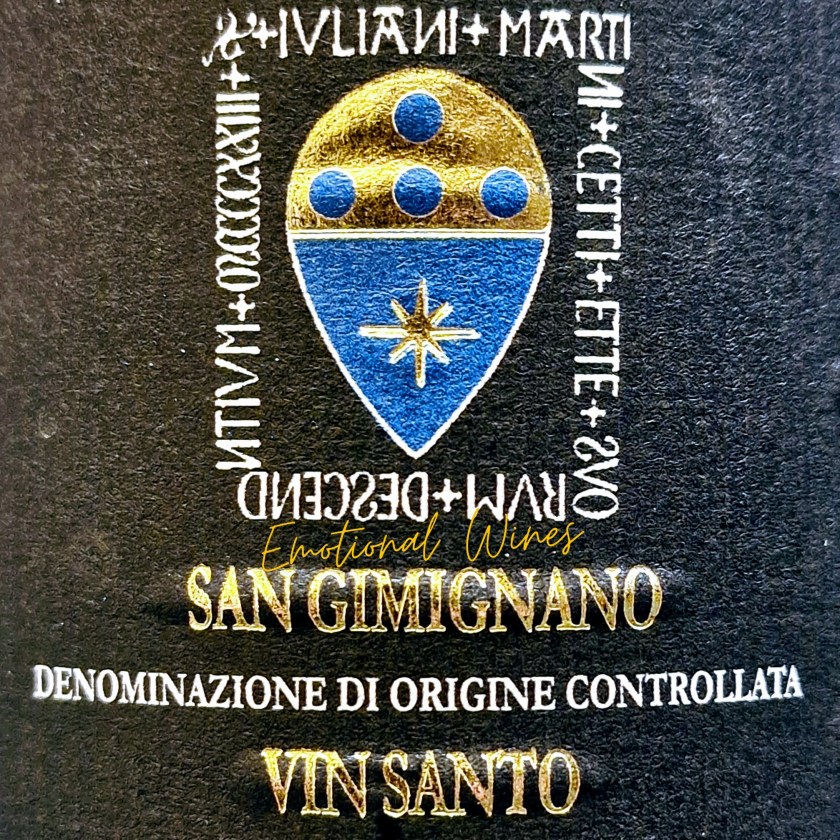 +IVLIANI+MARTI
NI+CETTI+ETTE+SVO
RVM+DESCEND
NTIVM+MCCCCXXIII+
Emotional Wines
SAN GIMIGNANO
DENOMINAZIONE DI ORIGINE CONTROLLATA
VIN SANTO